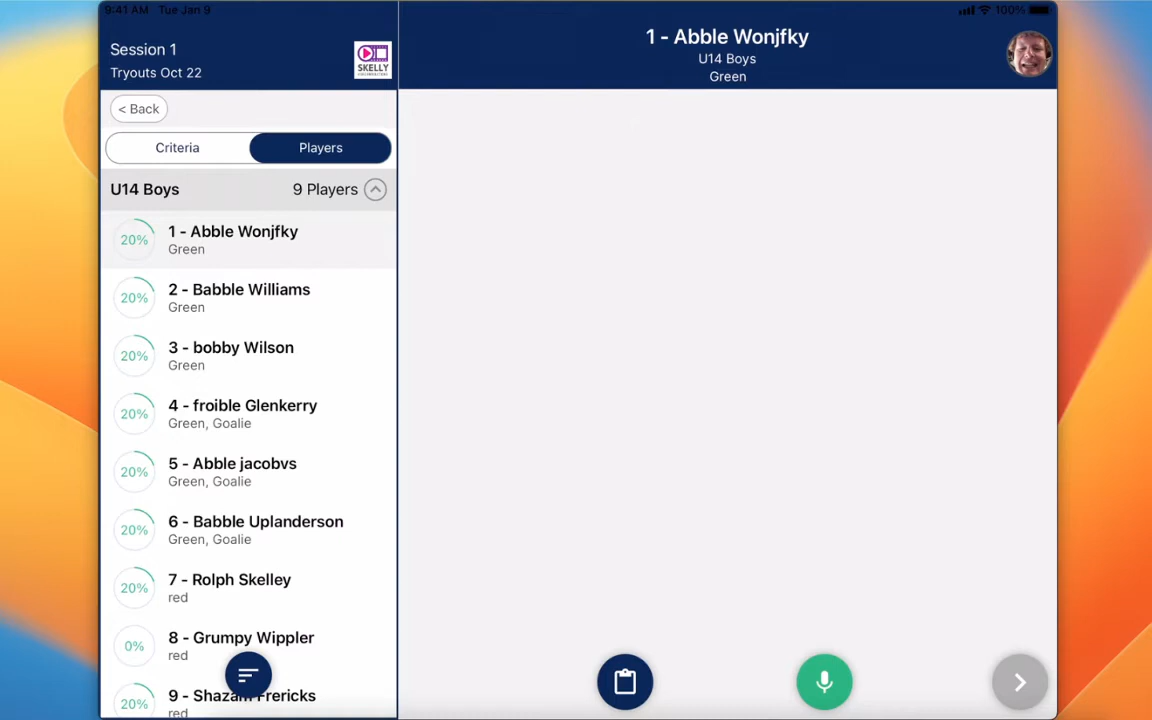 9:41 AM Tue Jan 9
100%
Session 1
Tryouts Oct 22
SKELLY
1 - Abble Wonjfky
U14 Boys
Green
< Back
Criteria
Players
U14 Boys
9 Players
20%
1 - Abble Wonjfky
Green
20%
2 - Babble Williams
Green
20%
3 - bobby Wilson
Green
20%
4 - froible Glenkerry
Green, Goalie
20%
5 - Abble jacobvs
Green, Goalie
20%
6 - Babble Uplanderson
Green, Goalie
20%
7 - Rolph Skelley
red
0%
8 - Grumpy Wippler
red
20%
9 - Shazam Frericks
red